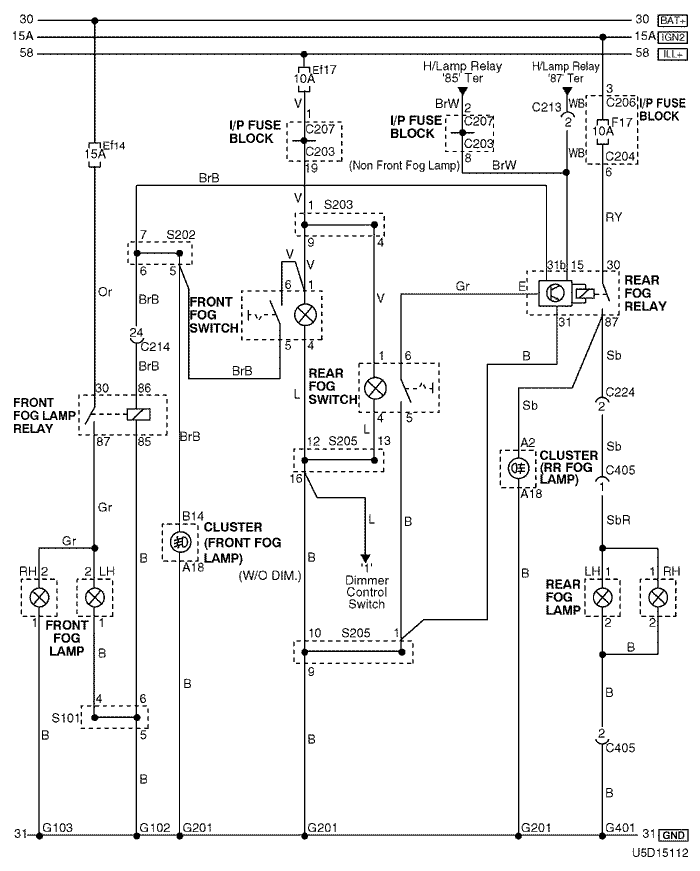 30 30 BAT+
15A 15A IGN2
58 58 ILL+
Ef17
10A
H/Lamp Relay
'85' Ter
H/Lamp Relay
'87' Ter
V
1
BrW
2
C213
WB
2
3
C206
I/P FUSE
BLOCK
I/P FUSE
BLOCK
C207
C203
I/P FUSE
BLOCK
C207
C203
F17
10A
Ef14
15A
19
8
WB
C204
6
(Non Front Fog Lamp)
BrW
BrB
V
1
S203
9
4
RY
7
S202
6
5
V
V
31b
15
30
Or
BrB
FRONT
FOG
SWITCH
6
1
V
Gr
E
REAR
FOG
RELAY
31
87
24
C214
5
4
B
Sb
BrB
BrB
REAR
FOG
SWITCH
1
6
FRONT
FOG LAMP
RELAY
30
86
L
4
5
Sb
C224
2
87
85
BrB
L
12
S205
13
A2
Sb
CLUSTER
(RR FOG
LAMP)
C405
1
16
A18
Gr
B14
CLUSTER
(FRONT FOG
LAMP)
L
B
SbR
Gr
A18
(W/O DIM.)
B
B
'1'
Dimmer
Control
Switch
B
RH
2
2
LH
REAR
FOG
LAMP
LH
1
1
RH
1
FRONT
FOG
LAMP
1
2
2
B
10
S205
1
B
9
B
4
6
B
S101
5
B
B
2
C405
B
B
31
G103
G102
G201
G201
G201
G401
31
GND
U5D15112